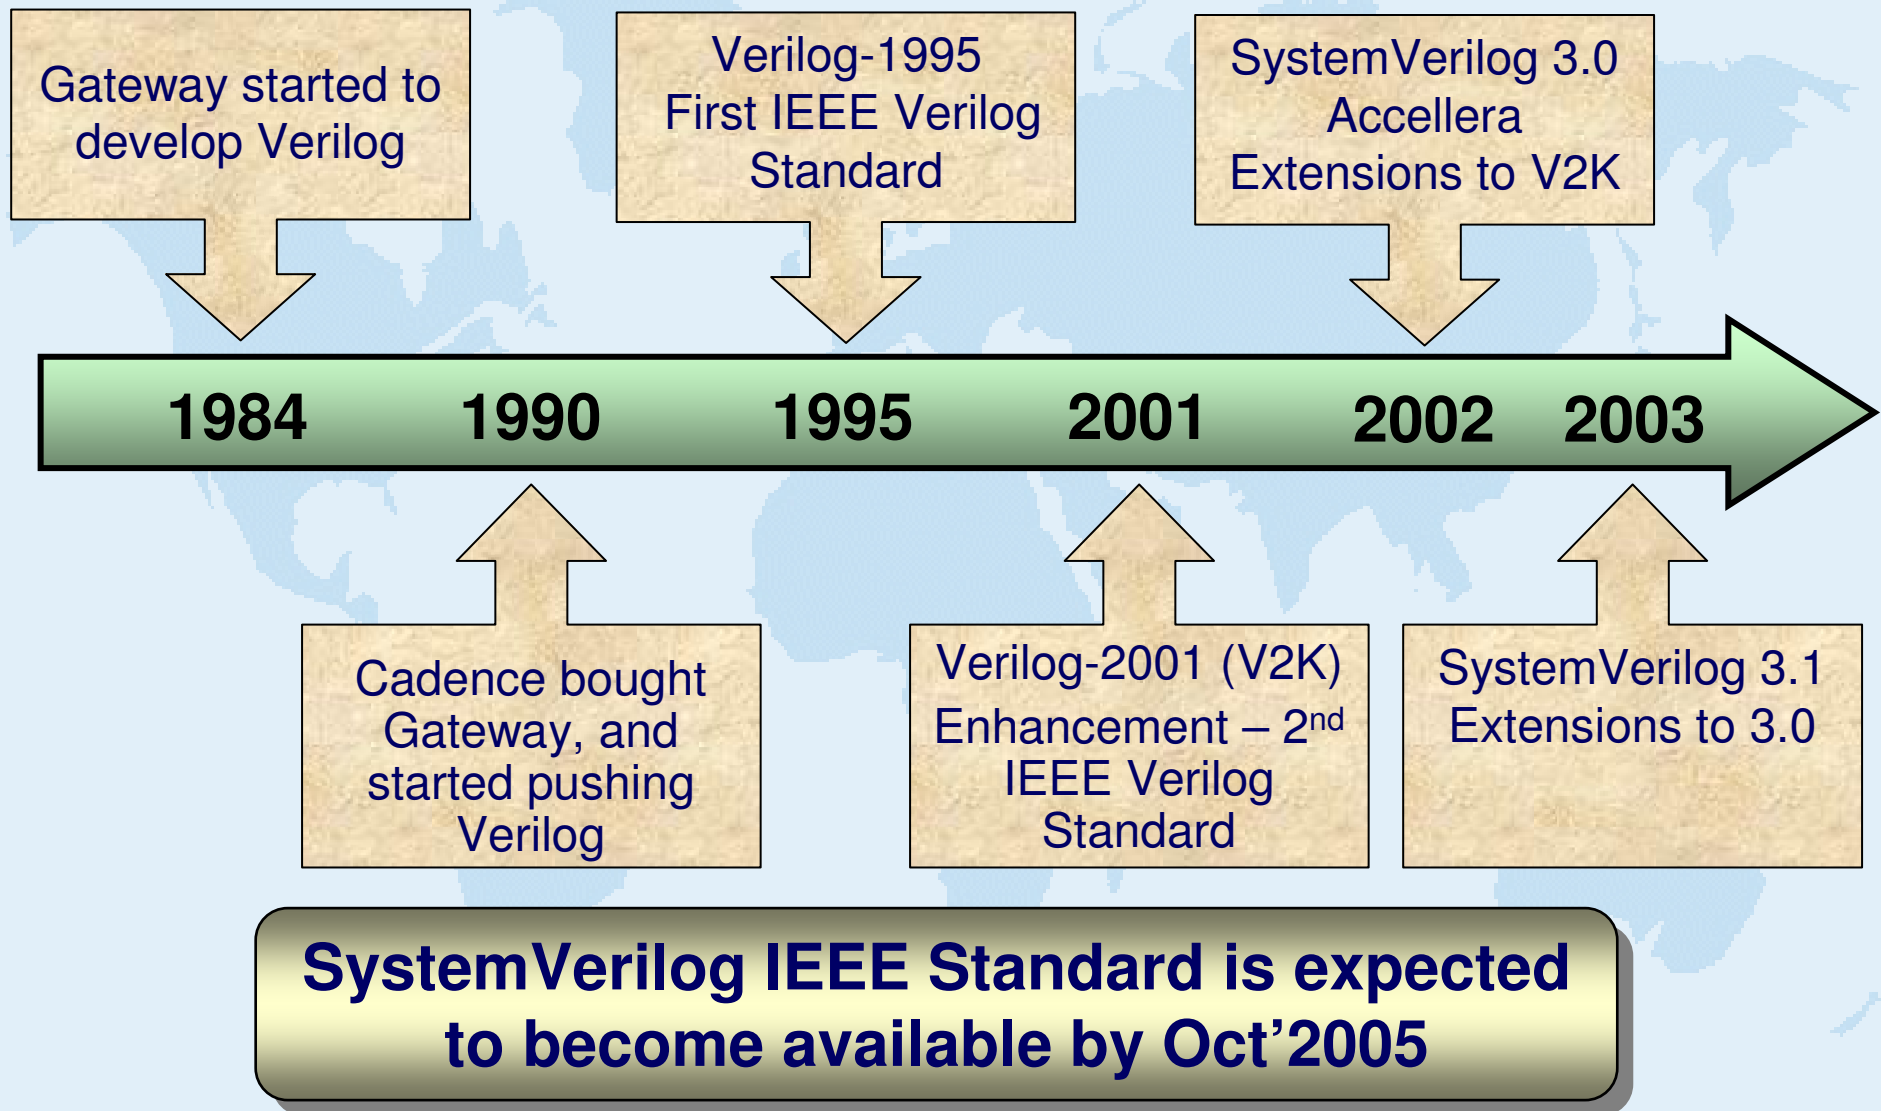 Gateway started to
develop Verilog
Verilog-1995
First IEEE Verilog
Standard
SystemVerilog 3.0
Accellera
Extensions to V2K
1984
1990
1995
2001
2002
2003
Cadence bought
Gateway, and
started pushing
Verilog
Verilog-2001 (V2K)
Enhancement – 2nd
IEEE Verilog
Standard
SystemVerilog 3.1
Extensions to 3.0
SystemVerilog IEEE Standard is expected
to become available by Oct’2005